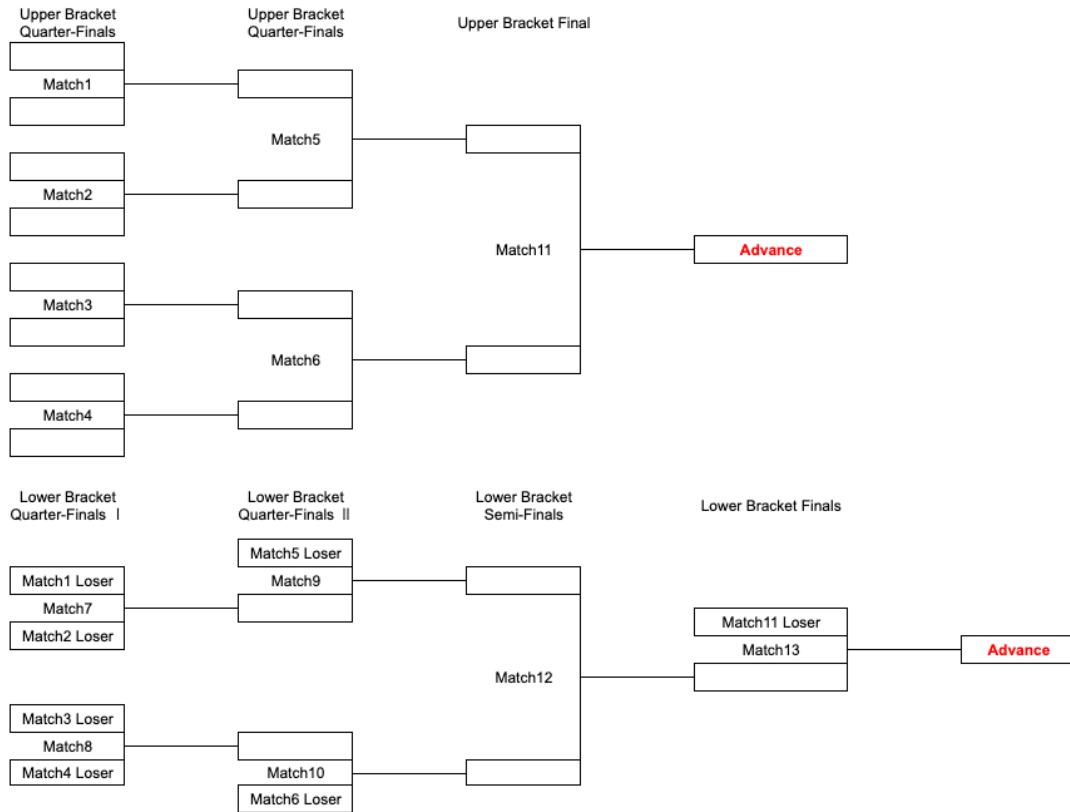 Upper Bracket
Quarter-Finals
Upper Bracket
Quarter-Finals
Upper Bracket Final
Match1
Match5
Match2
Match11
Advance
Match3
Match6
Match4
Lower Bracket
Quarter-Finals Ⅰ
Lower Bracket
Quarter-Finals Ⅱ
Lower Bracket
Semi-Finals
Lower Bracket Finals
Match5 Loser
Match1 Loser
Match9
Match7
Match2 Loser
Match11 Loser
Match13
Advance
Match12
Match3 Loser
Match8
Match4 Loser
Match10
Match6 Loser